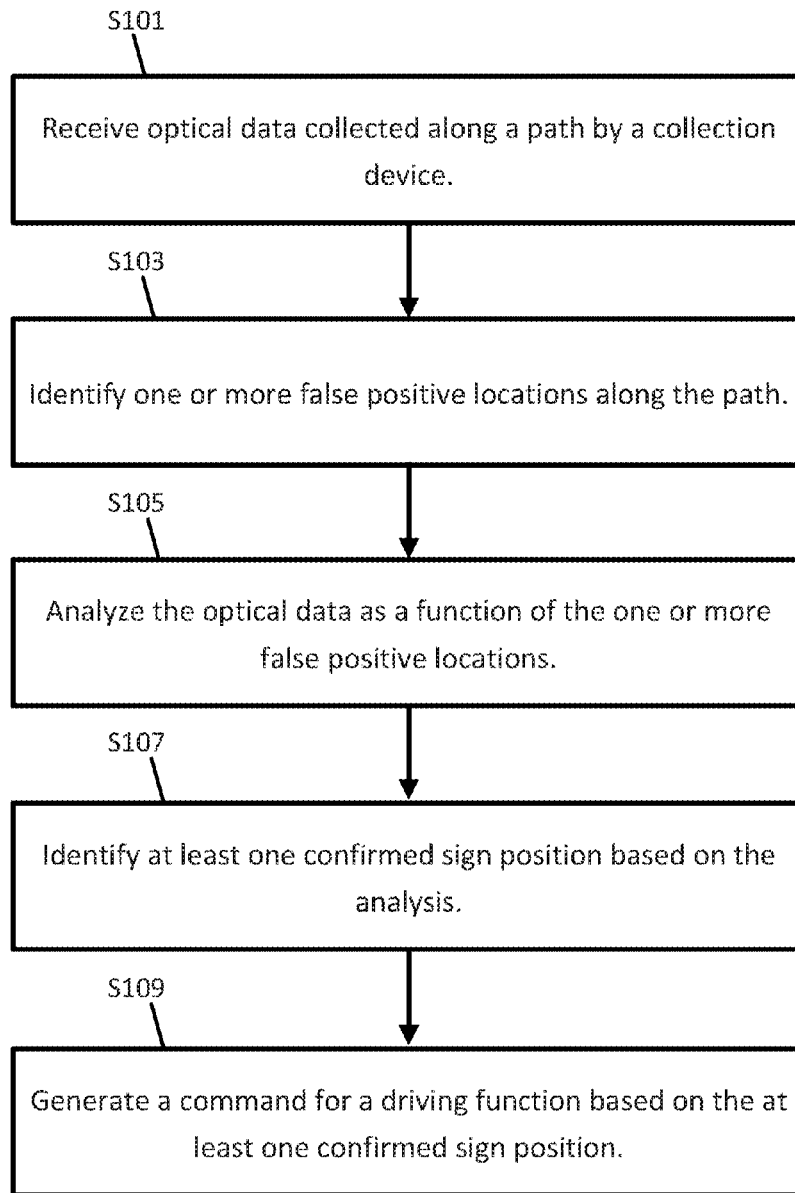 S101
Receive optical data collected along a path by a collection
device.
S103
Identify one or more false positive locations along the path.
S105
Analyze the optical data as a function of the one or more
false positive locations.
S107
Identify at least one confirmed sign position based on the
analysis.
S109
Generate a command for a driving function based on the at
least one confirmed sign position.